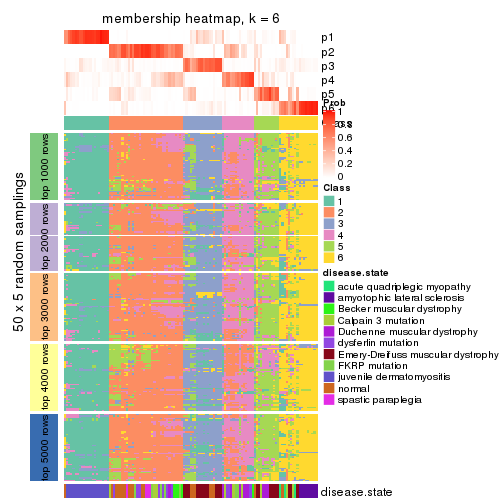 membership heatmap, k = 6
p1
p2
p3
p4
p5
Prob
1
0.8
0.6
0.4
0.2
0
Class
1
2
3
4
5
6
50 x 5 random samplings
top 1000 rows
top 2000 rows
top 3000 rows
top 4000 rows
top 5000 rows
disease.state
acute quadriplegic myopathy
amyotophic lateral sclerosis
Becker muscular dystrophy
Calpain 3 mutation
Duchenne muscular dystrophy
dysferlin mutation
Emery-Dreifuss muscular dystrophy
FKRP mutation
juvenile dermatomyositis
normal
spastic paraplegia
disease.state